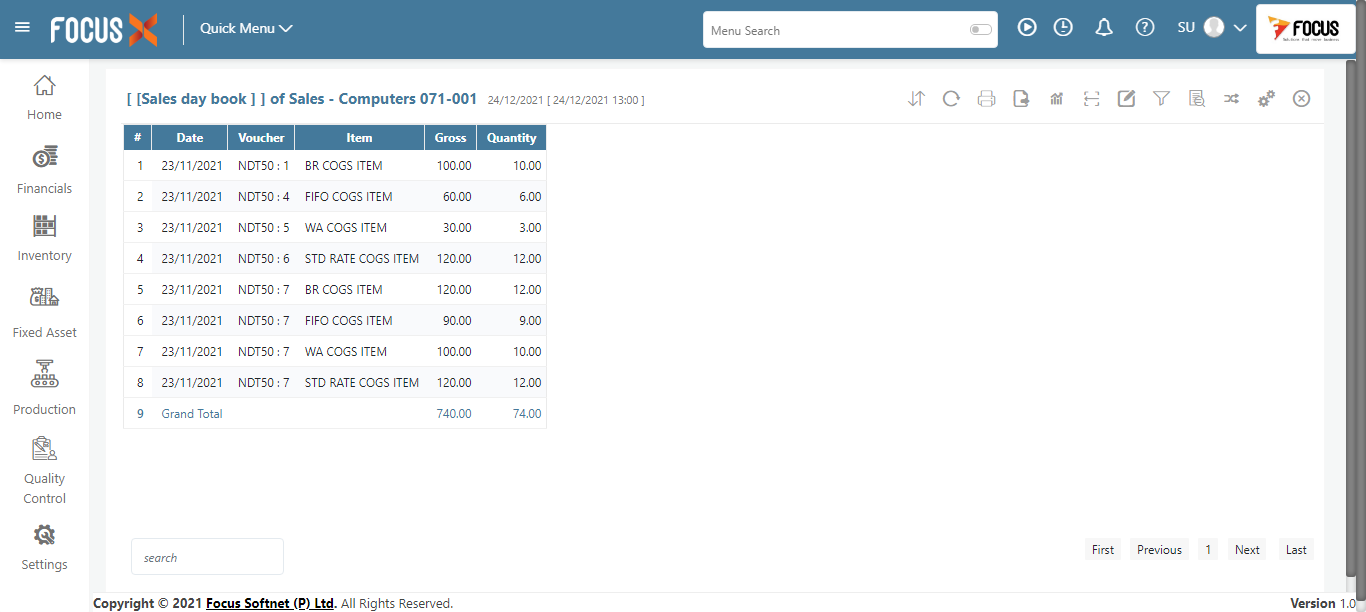 FOCUS X Quick Menu Menu Search SU FOCUS
Home
Financials
Inventory
Fixed Asset
Production
Quality
Control
Settings
[ [Sales day book ] ] of Sales - Computers 071-001 24/12/2021 [ 24/12/2021 13:00 ]
# Date Voucher Item Gross Quantity
1 23/11/2021 NDT50 : 1 BR COGS ITEM 100.00 10.00
2 23/11/2021 NDT50 : 4 FIFO COGS ITEM 60.00 6.00
3 23/11/2021 NDT50 : 5 WA COGS ITEM 30.00 3.00
4 23/11/2021 NDT50 : 6 STD RATE COGS ITEM 120.00 12.00
5 23/11/2021 NDT50 : 7 BR COGS ITEM 120.00 12.00
6 23/11/2021 NDT50 : 7 FIFO COGS ITEM 90.00 9.00
7 23/11/2021 NDT50 : 7 WA COGS ITEM 100.00 10.00
8 23/11/2021 NDT50 : 7 STD RATE COGS ITEM 120.00 12.00
9 Grand Total 740.00 74.00
search
First Previous 1 Next Last
Copyright © 2021 Focus Softnet (P) Ltd. All Rights Reserved. Version 1.0